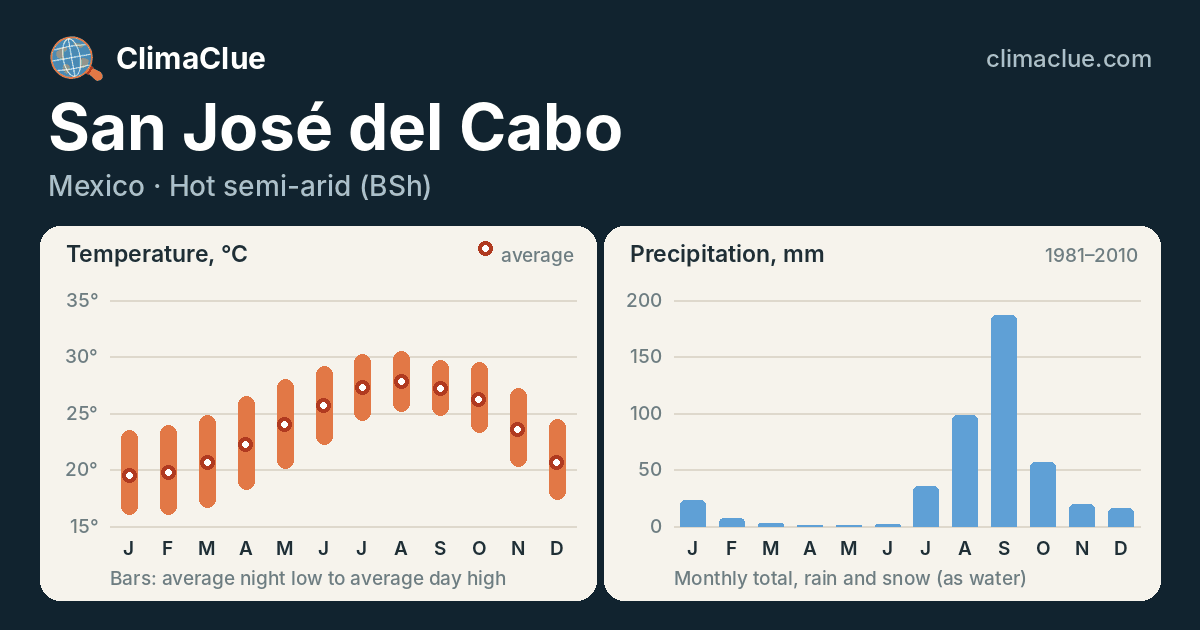 ClimaClue
climaclue.com
San José del Cabo
Mexico · Hot semi-arid (BSh)
Temperature, °C
average
35°
30°
25°
20°
15°
J F M A M J J A S O N D
Bars: average night low to average day high
Precipitation, mm
1981–2010
200
150
100
50
0
J F M A M J J A S O N D
Monthly total, rain and snow (as water)